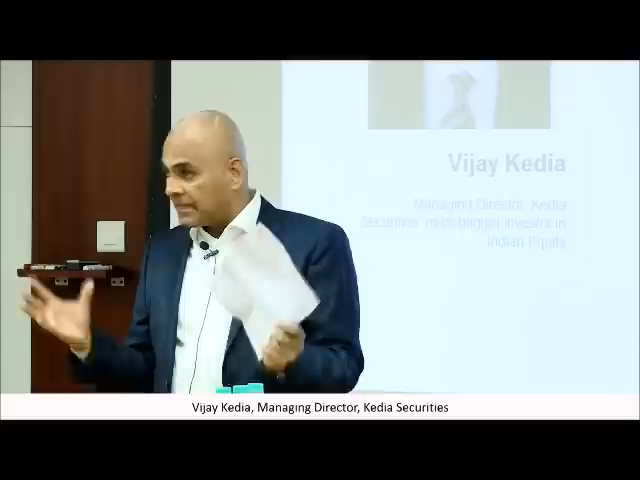 Vijay Kedia
Managing Director, Kedia
Securities, multibagger investor in
Indian Equity
Vijay Kedia, Managing Director, Kedia Securities